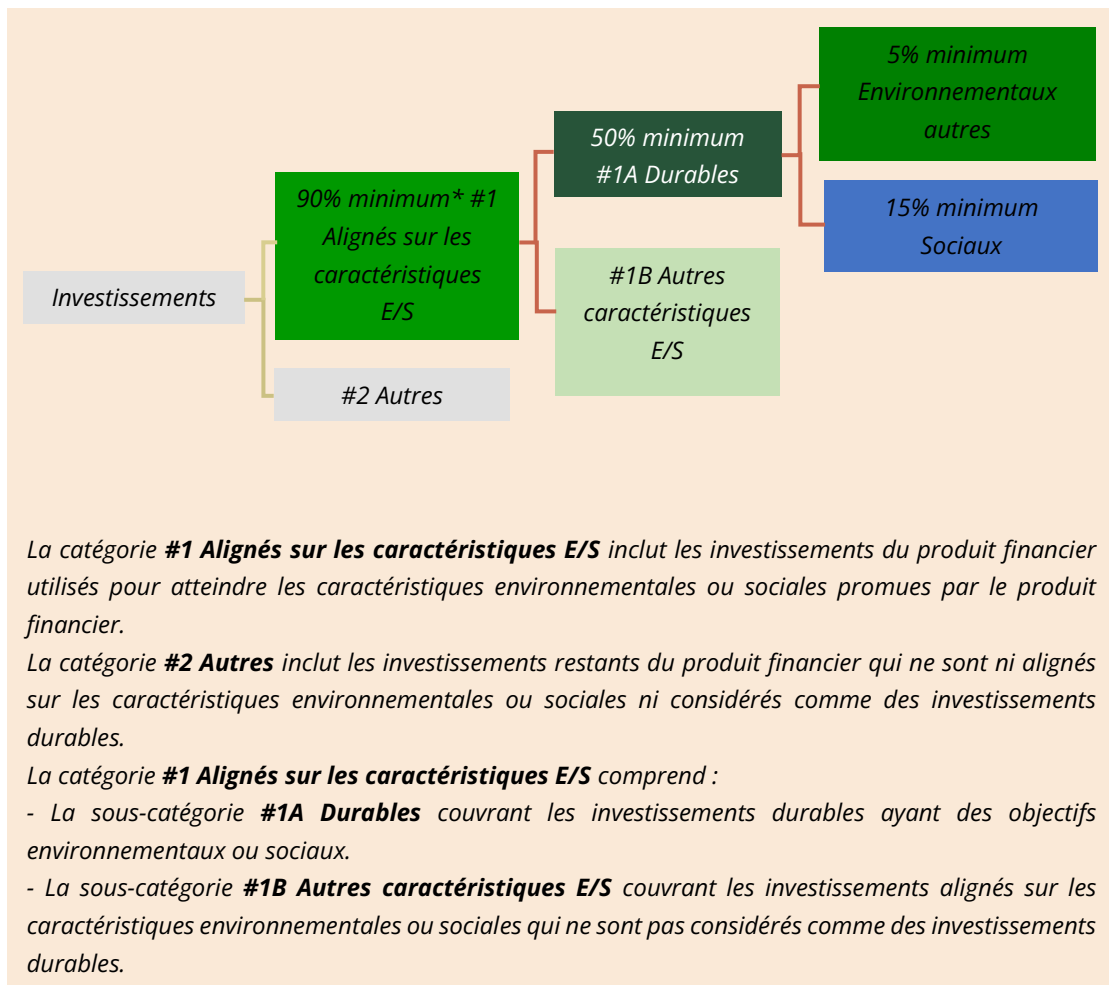 5% minimum
Environnementaux
autres
50% minimum
#1A Durables
90% minimum* #1
Alignés sur les
caractéristiques
E/S
15% minimum
Sociaux
#1B Autres
caractéristiques
E/S
Investissements
#2 Autres
La catégorie #1 Alignés sur les caractéristiques E/S inclut les investissements du produit financier
utilisés pour atteindre les caractéristiques environnementales ou sociales promues par le produit
financier.
La catégorie #2 Autres inclut les investissements restants du produit financier qui ne sont ni alignés
sur les caractéristiques environnementales ou sociales ni considérés comme des investissements
durables.
La catégorie #1 Alignés sur les caractéristiques E/S comprend :
- La sous-catégorie #1A Durables couvrant les investissements durables ayant des objectifs
environnementaux ou sociaux.
- La sous-catégorie #1B Autres caractéristiques E/S couvrant les investissements alignés sur les
caractéristiques environnementales ou sociales qui ne sont pas considérés comme des investissements
durables.